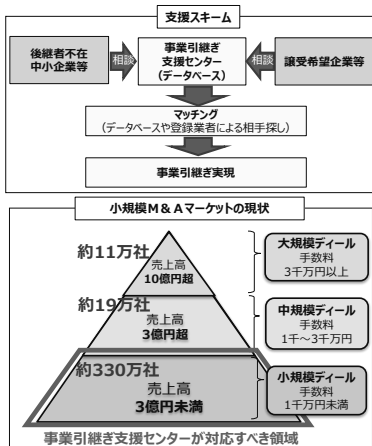 支援スキーム
後継者不在
中小企業等
相談
事業引継ぎ
支援センター
(データベース)
相談
譲受希望企業等
マッチング
(データベースや登録業者による相手探し)
事業引継ぎ実現
小規模M&Aマーケットの現状
約11万社
売上高
10億円超
大規模ディール
手数料
3千万円以上
約19万社
売上高
3億円超
中規模ディール
手数料
1千~3千万円
約330万社
売上高
3億円未満
小規模ディール
手数料
1千万円未満
事業引継ぎ支援センターが対応すべき領域